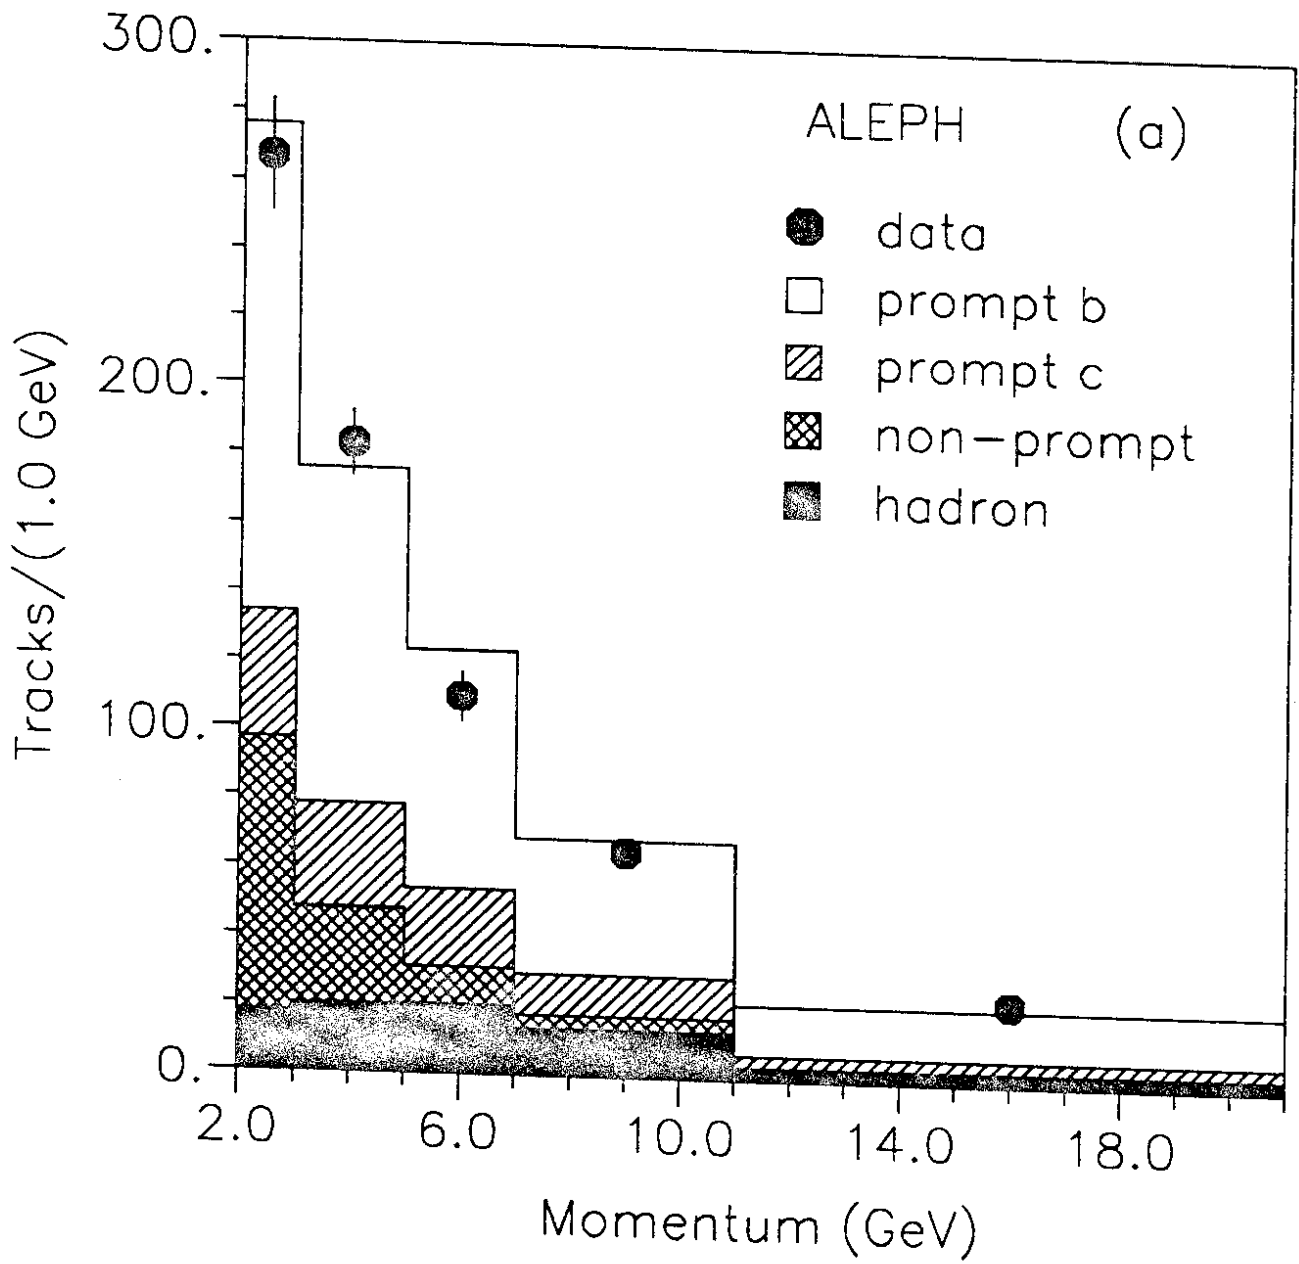 300.
200.
100.
0.
Tracks/(1.0 GeV)
ALEPH (a)
data
prompt b
prompt c
non-prompt
hadron
2.0 6.0 10.0 14.0 18.0
Momentum (GeV)